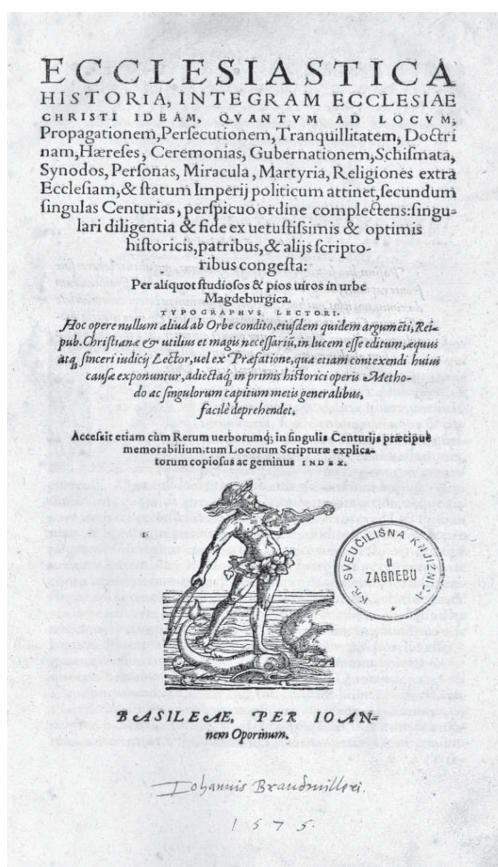 ECCLESIASTICA
HISTORIA, INTEGRAM ECCLESIAE
CHRISTI IDEAM, QVANTVM AD LOCVM,
Propagationem, Persecutionem, Tranquillitatem, Doctri
nam, Hæreses, Ceremonias, Gubernationem, Schismata,
Synodos, Personas, Miracula, Martyria, Religiones extra
Ecclesiam, & statum Imperij politicum attinet, secundum
singulas Centurias, perspicuo ordine complectens: singu-
lari diligentia & fide ex uetustissimis & optimis
historicis, patribus, & alijs scripto-
ribus congesta:
Per aliquot studiosos & pios uiros in urbe
Magdeburgica.
TYPOGRAPHVS LECTORI.
Hoc opere nullum aliud ab Orbe condito, eiusdem quidem argumẽti, Rei-
pub. Christianæ & utilius et magis necessariũ, in lucem esse editum, æquus
atq; sinceri iudicij Lector, uel ex Præfatione, qua etiam contexendi huius
causæ exponuntur, adiectaq; in primis historici operis Metho-
do ac singulorum capitum metis generalibus,
facilè deprehendet.
Accessit etiam cùm Rerum uerborumq; in singulis Centurijs præcipuè
memorabilium, tum Locorum Scripturæ explica-
torum copiosus ac geminus INDEX.
KR. SVEUČILIŠNA KNJIŽNICA
U
ZAGREBU
BASILEAE, PER IOAN-
nem Oporinum.
Iohannis Brandmilleri.
1575.